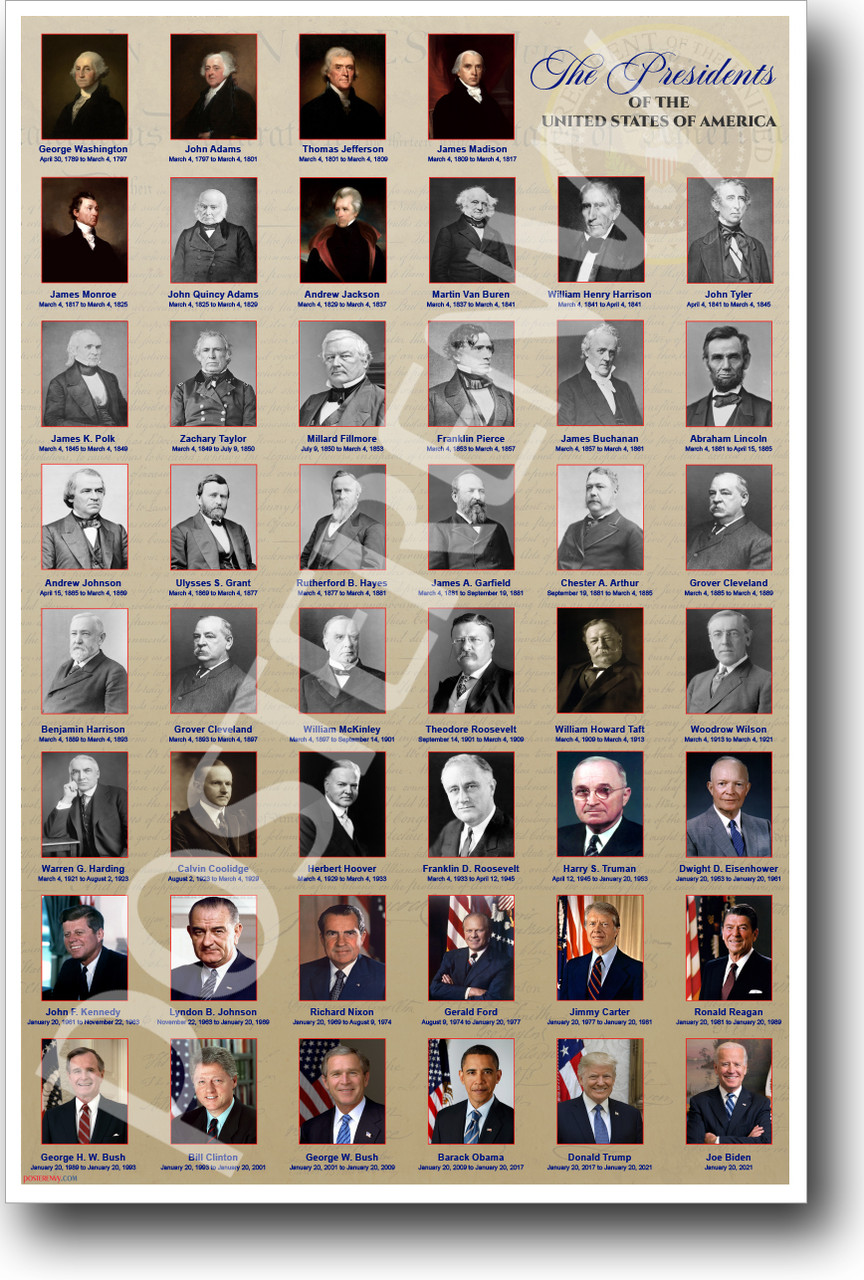 The Presidents
OF THE
UNITED STATES OF AMERICA
George Washington
April 30, 1789 to March 4, 1797
John Adams
March 4, 1797 to March 4, 1801
Thomas Jefferson
March 4, 1801 to March 4, 1809
James Madison
March 4, 1809 to March 4, 1817
James Monroe
March 4, 1817 to March 4, 1825
John Quincy Adams
March 4, 1825 to March 4, 1829
Andrew Jackson
March 4, 1829 to March 4, 1837
Martin Van Buren
March 4, 1837 to March 4, 1841
William Henry Harrison
March 4, 1841 to April 4, 1841
John Tyler
April 4, 1841 to March 4, 1845
James K. Polk
March 4, 1845 to March 4, 1849
Zachary Taylor
March 4, 1849 to July 9, 1850
Millard Fillmore
July 9, 1850 to March 4, 1853
Franklin Pierce
March 4, 1853 to March 4, 1857
James Buchanan
March 4, 1857 to March 4, 1861
Abraham Lincoln
March 4, 1861 to April 15, 1865
Andrew Johnson
April 15, 1865 to March 4, 1869
Ulysses S. Grant
March 4, 1869 to March 4, 1877
Rutherford B. Hayes
March 4, 1877 to March 4, 1881
James A. Garfield
March 4, 1881 to September 19, 1881
Chester A. Arthur
September 19, 1881 to March 4, 1885
Grover Cleveland
March 4, 1885 to March 4, 1889
Benjamin Harrison
March 4, 1889 to March 4, 1893
Grover Cleveland
March 4, 1893 to March 4, 1897
William McKinley
March 4, 1897 to September 14, 1901
Theodore Roosevelt
September 14, 1901 to March 4, 1909
William Howard Taft
March 4, 1909 to March 4, 1913
Woodrow Wilson
March 4, 1913 to March 4, 1921
Warren G. Harding
March 4, 1921 to August 2, 1923
Calvin Coolidge
August 2, 1923 to March 4, 1929
Herbert Hoover
March 4, 1929 to March 4, 1933
Franklin D. Roosevelt
March 4, 1933 to April 12, 1945
Harry S. Truman
April 12, 1945 to January 20, 1953
Dwight D. Eisenhower
January 20, 1953 to January 20, 1961
John F. Kennedy
January 20, 1961 to November 22, 1963
Lyndon B. Johnson
November 22, 1963 to January 20, 1969
Richard Nixon
January 20, 1969 to August 9, 1974
Gerald Ford
August 9, 1974 to January 20, 1977
Jimmy Carter
January 20, 1977 to January 20, 1981
Ronald Reagan
January 20, 1981 to January 20, 1989
George H. W. Bush
January 20, 1989 to January 20, 1993
Bill Clinton
January 20, 1993 to January 20, 2001
George W. Bush
January 20, 2001 to January 20, 2009
Barack Obama
January 20, 2009 to January 20, 2017
Donald Trump
January 20, 2017 to January 20, 2021
Joe Biden
January 20, 2021
POSTERENVY.COM
POSTERENVY